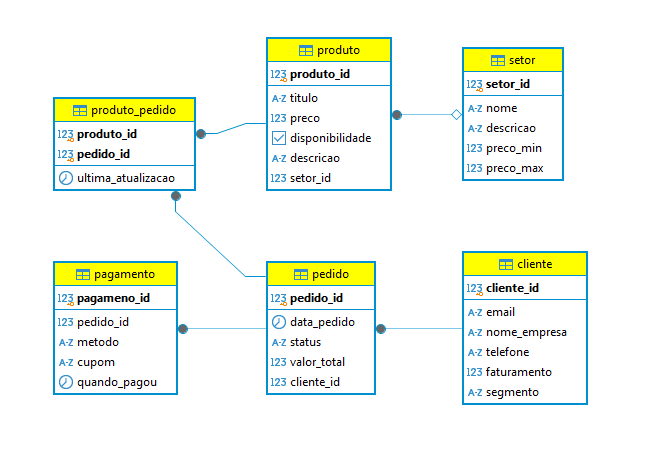 produto
123 produto_id
A-Z titulo
123 preco
disponibilidade
A-Z descricao
123 setor_id
setor
123 setor_id
A-Z nome
A-Z descricao
123 preco_min
123 preco_max
produto_pedido
123 produto_id
123 pedido_id
ultima_atualizacao
pagamento
123 pagameno_id
123 pedido_id
A-Z metodo
A-Z cupom
quando_pagou
pedido
123 pedido_id
data_pedido
A-Z status
123 valor_total
123 cliente_id
cliente
123 cliente_id
A-Z email
A-Z nome_empresa
A-Z telefone
123 faturamento
A-Z segmento